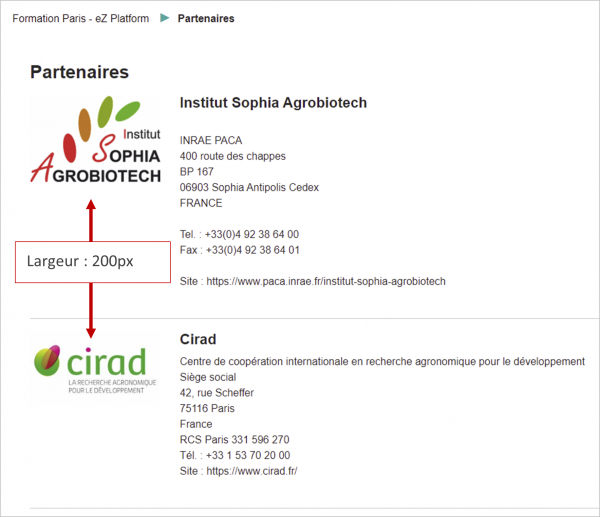 Formation Paris - eZ Platform ▶ Partenaires
Partenaires
Institut
SOPHIA
AGROBIOTECH
Institut Sophia Agrobiotech
INRAE PACA
400 route des chappes
BP 167
06903 Sophia Antipolis Cedex
FRANCE
Tel. : +33(0)4 92 38 64 00
Fax : +33(0)4 92 38 64 01
Site : https://www.paca.inrae.fr/institut-sophia-agrobiotech
Largeur : 200px
cirad
LA RECHERCHE AGRONOMIQUE
POUR LE DÉVELOPPEMENT
Cirad
Centre de coopération internationale en recherche agronomique pour le développement
Siège social
42, rue Scheffer
75116 Paris
France
RCS Paris 331 596 270
Tél. : +33 1 53 70 20 00
Site : https://www.cirad.fr/